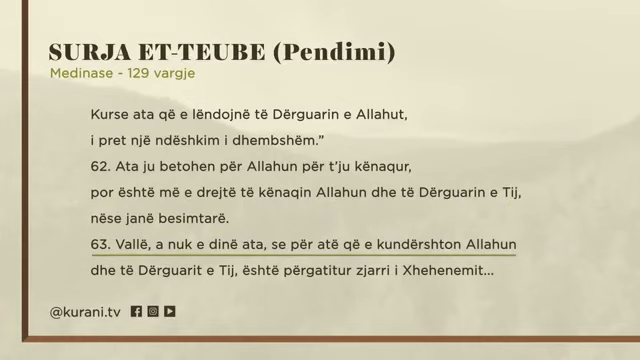 SURJA ET-TEUBE (Pendimi)
Medinase - 129 vargje
Kurse ata që e lëndojnë të Dërguarin e Allahut,
i pret një ndëshkim i dhembshëm.”
62. Ata ju betohen për Allahun për t’ju kënaqur,
por është më e drejtë të kënaqin Allahun dhe të Dërguarin e Tij,
nëse janë besimtarë.
63. Vallë, a nuk e dinë ata, se për atë që e kundërshton Allahun
dhe të Dërguarit e Tij, është përgatitur zjarri i Xhehenemit...
@kurani.tv